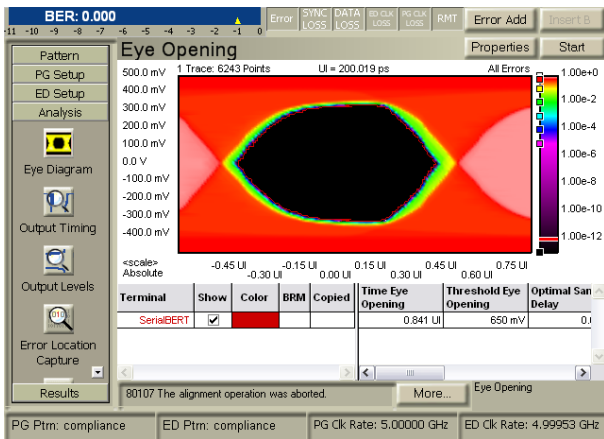 BER: 0.000
-11 -10 -9 -8 -7 -6 -5 -4 -3 -2 -1 0
Error
SYNC LOSS
DATA LOSS
ED CLK LOSS
PG CLK LOSS
RMT
Error Add
Insert B
Pattern
PG Setup
ED Setup
Analysis
Eye Diagram
Output Timing
Output Levels
Error Location Capture
Results
Eye Opening
Properties
Start
1 Trace: 6243 Points
UI = 200.019 ps
All Errors
500.0 mV
400.0 mV
300.0 mV
200.0 mV
100.0 mV
0.0 V
-100.0 mV
-200.0 mV
-300.0 mV
-400.0 mV
1.00e+0
1.00e-2
1.00e-4
1.00e-6
1.00e-8
1.00e-10
1.00e-12
<scale>
Absolute
-0.45 UI -0.15 UI 0.15 UI 0.45 UI 0.75 UI
-0.30 UI 0.00 UI 0.30 UI 0.60 UI
Terminal Show Color BRM Copied Time Eye Opening Threshold Eye Opening Optimal Sam Delay
SerialBERT 0.841 UI 650 mV 0.
80107 The alignment operation was aborted.
More...
Eye Opening
PG Ptrn: compliance
ED Ptrn: compliance
PG Clk Rate: 5.00000 GHz
ED Clk Rate: 4.99953 GHz